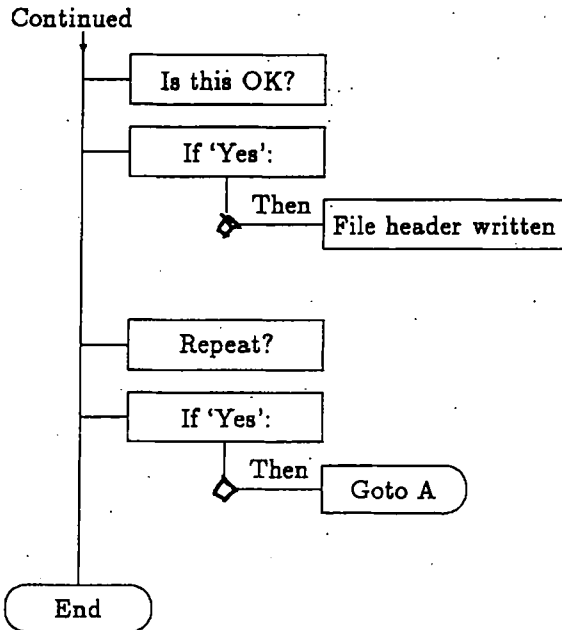 Continued
Is this OK?
If ‘Yes’:
Then
File header written
Repeat?
If ‘Yes’:
Then
Goto A
End